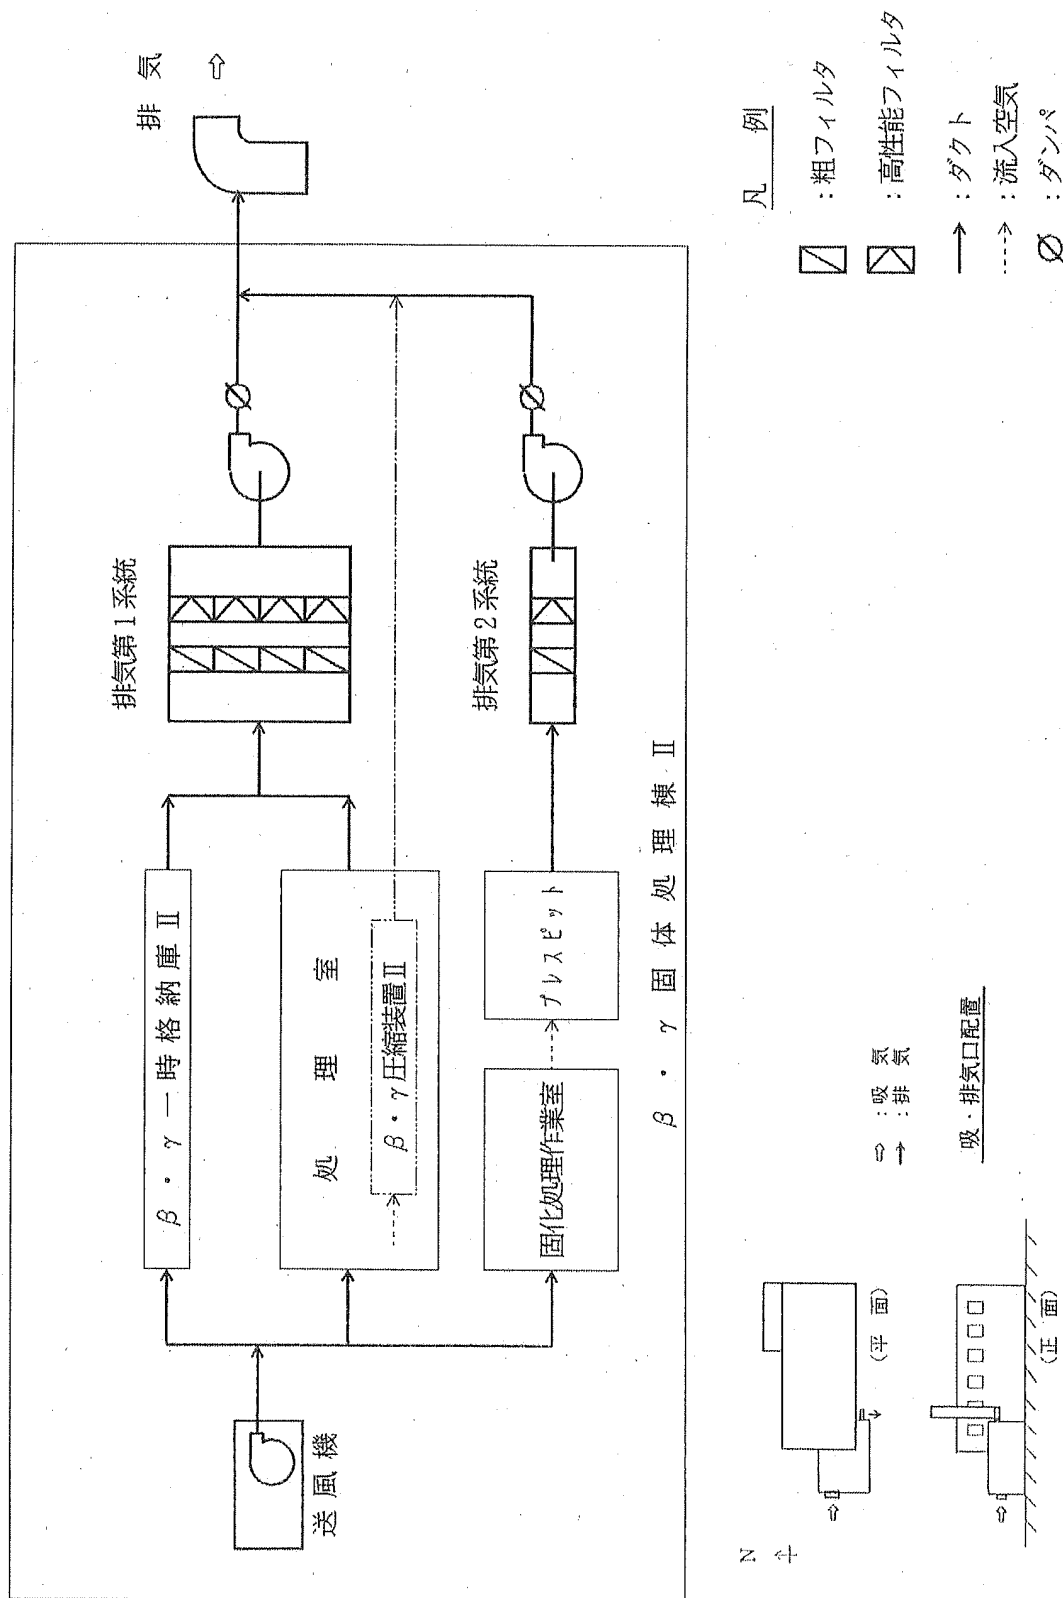 排 気
排気第1系統
排気第2系統
β・γ一時格納庫Ⅱ
処 理 室
β・γ圧縮装置Ⅱ
固化処理作業室
プレスピット
送風機
β・γ固体処理棟Ⅱ
凡 例
:粗フィルタ
:高性能フィルタ
:ダクト
:流入空気
:ダンパ
N
(平 面)
(正 面)
:吸 気
:排 気
吸・排気口配置